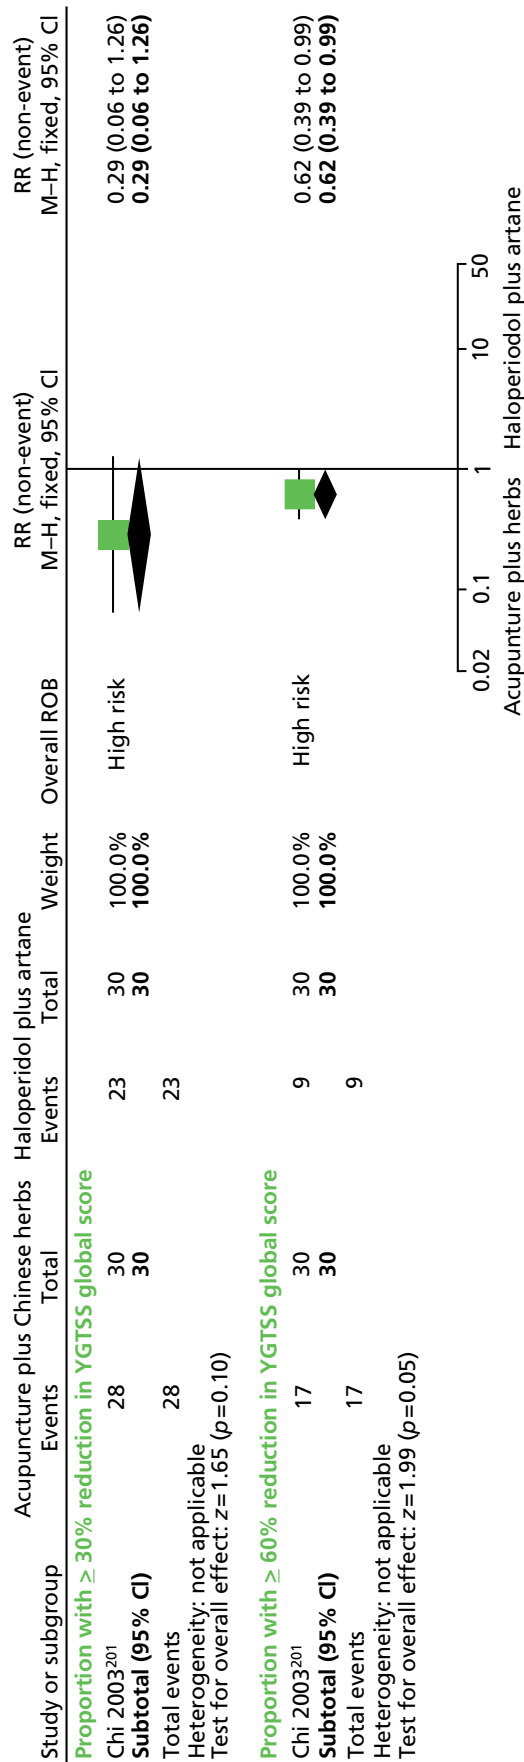 Acupuncture plus Chinese herbs Haloperidol plus artane RR (non-event) RR (non-event)
Study or subgroup Events Total Events Total Weight Overall ROB M–H, fixed, 95% CI M–H, fixed, 95% CI
Proportion with ≥ 30% reduction in YGTSS global score
Chi 2003²⁰¹ 28 30 23 30 100.0% High risk 0.29 (0.06 to 1.26)
Subtotal (95% CI) 30 30 100.0% 0.29 (0.06 to 1.26)
Total events 28 23
Heterogeneity: not applicable
Test for overall effect: z=1.65 (p=0.10)
Proportion with ≥ 60% reduction in YGTSS global score
Chi 2003²⁰¹ 17 30 9 30 100.0% High risk 0.62 (0.39 to 0.99)
Subtotal (95% CI) 30 30 100.0% 0.62 (0.39 to 0.99)
Total events 17 9
Heterogeneity: not applicable
Test for overall effect: z=1.99 (p=0.05)
0.02 0.1 1 10 50
Acupunture plus herbs Haloperiodol plus artane